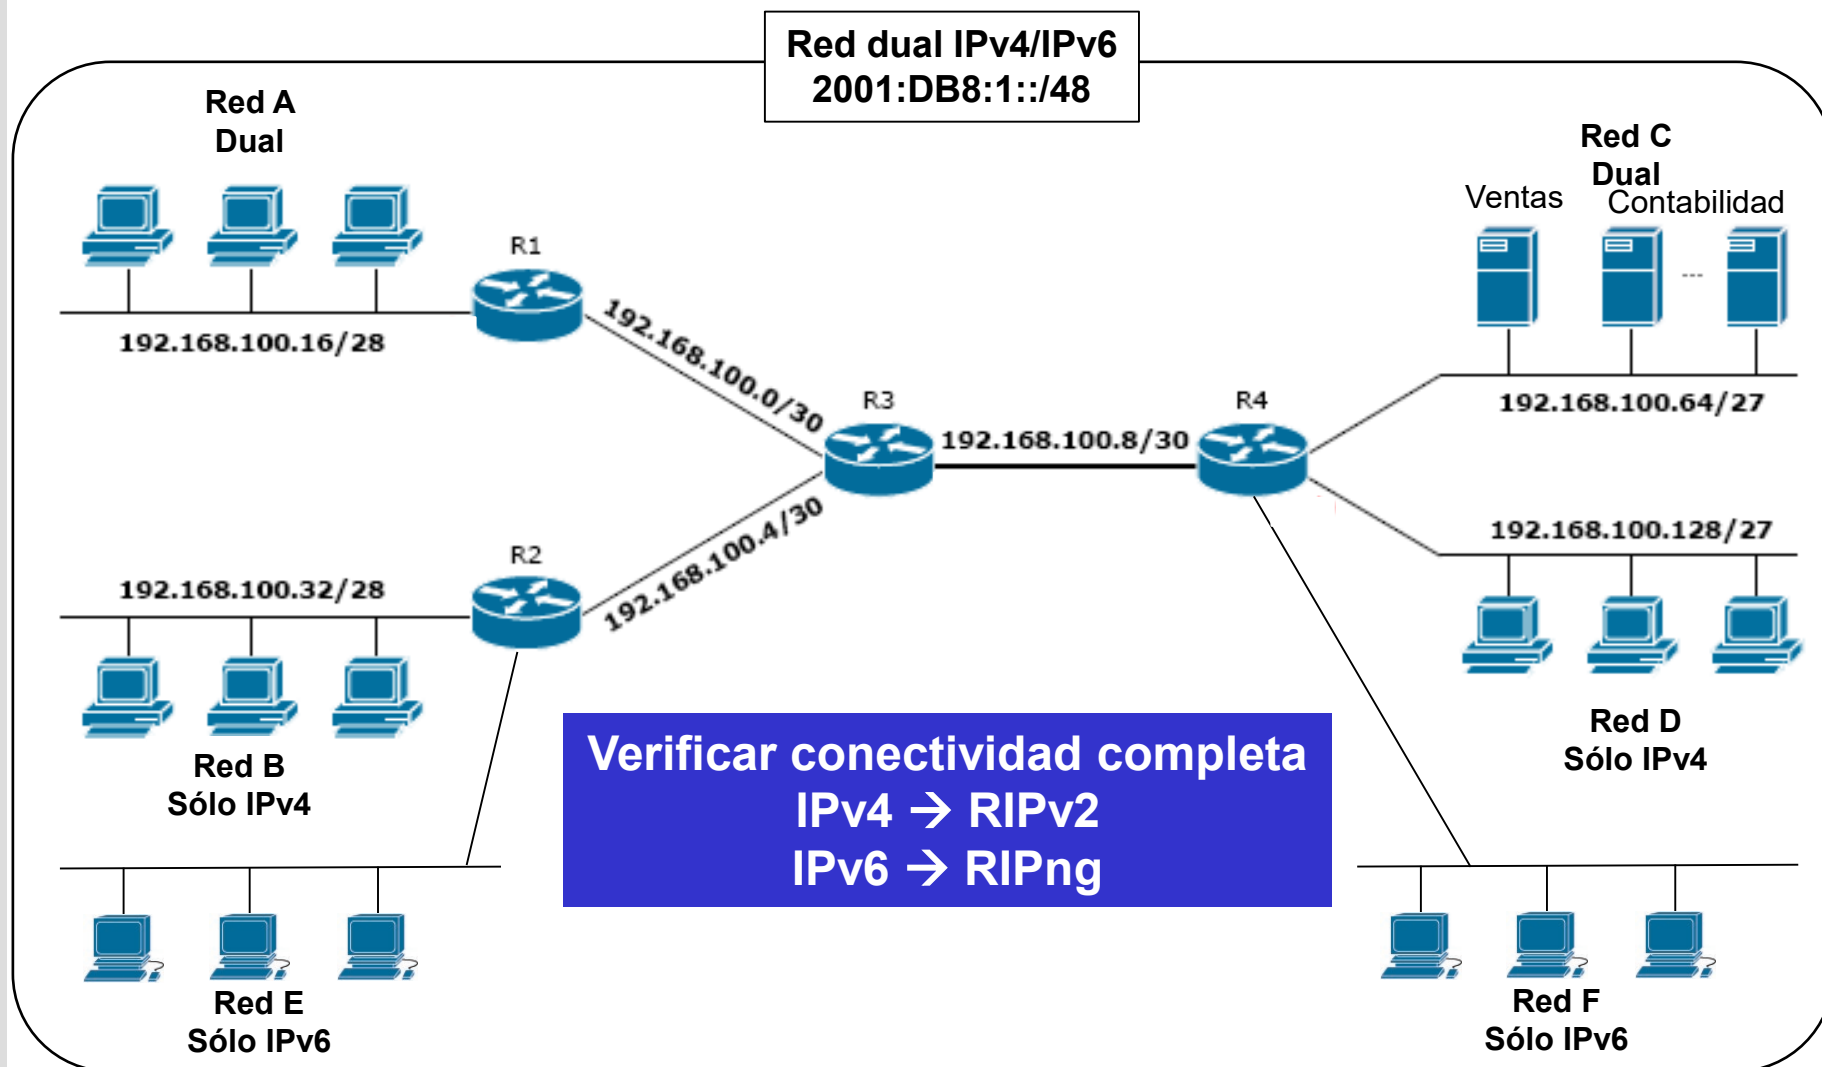 Red dual IPv4/IPv6
2001:DB8:1::/48
Red A
Dual
Red C
Dual
Ventas
Contabilidad
R1
192.168.100.16/28
192.168.100.0/30
R3
192.168.100.8/30
R4
---
192.168.100.64/27
192.168.100.4/30
R2
192.168.100.32/28
192.168.100.128/27
Red B
Sólo IPv4
Verificar conectividad completa
IPv4 → RIPv2
IPv6 → RIPng
Red D
Sólo IPv4
Red E
Sólo IPv6
Red F
Sólo IPv6